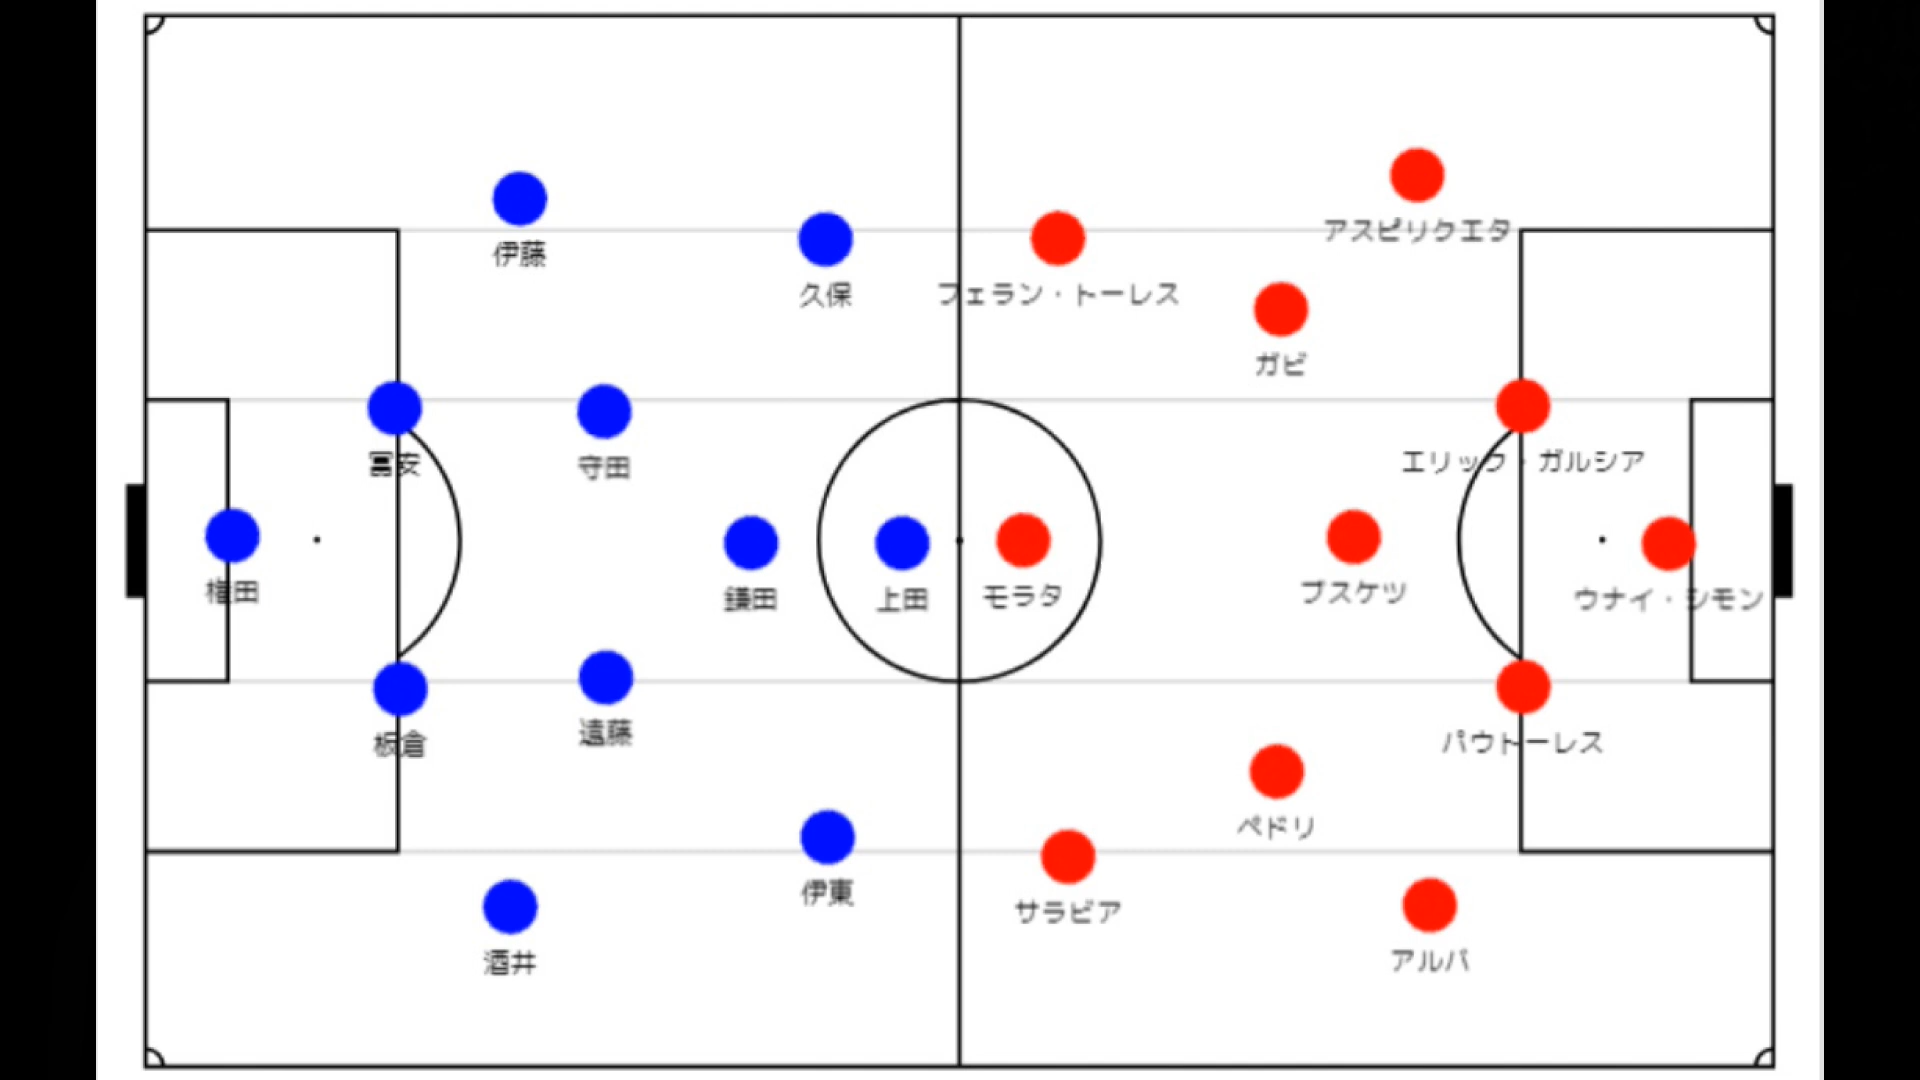 アスピリクエタ
伊藤
久保
フェラン・トーレス
ガビ
冨安
守田
エリック・ガルシア
権田
鎌田
上田
モラタ
ブスケツ
ウナイ・シモン
板倉
遠藤
パウトーレス
ペドリ
伊東
サラビア
酒井
アルバ